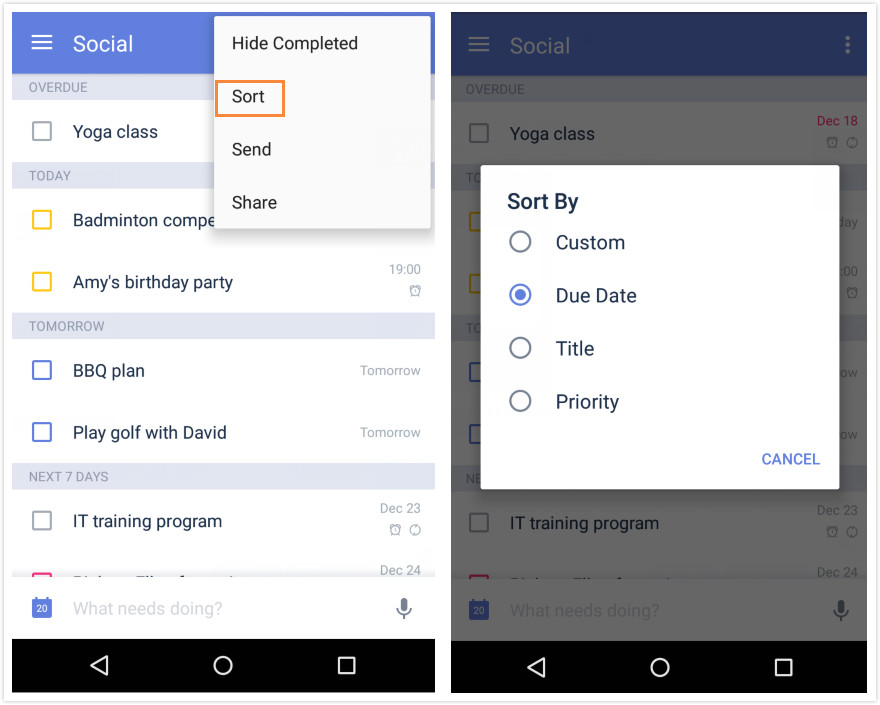 Social
Hide Completed
Sort
Send
Share
OVERDUE
Yoga class
TODAY
Badminton
Amy's birthday party
19:00
TOMORROW
BBQ plan
Tomorrow
Play golf with David
Tomorrow
NEXT 7 DAYS
IT training program
Dec 23
Dec 24
20
What needs doing?
Social
OVERDUE
Yoga class
Dec 18
Sort By
Custom
Due Date
Title
Priority
CANCEL
IT training program
Dec 23
Dec 24
20
What needs doing?